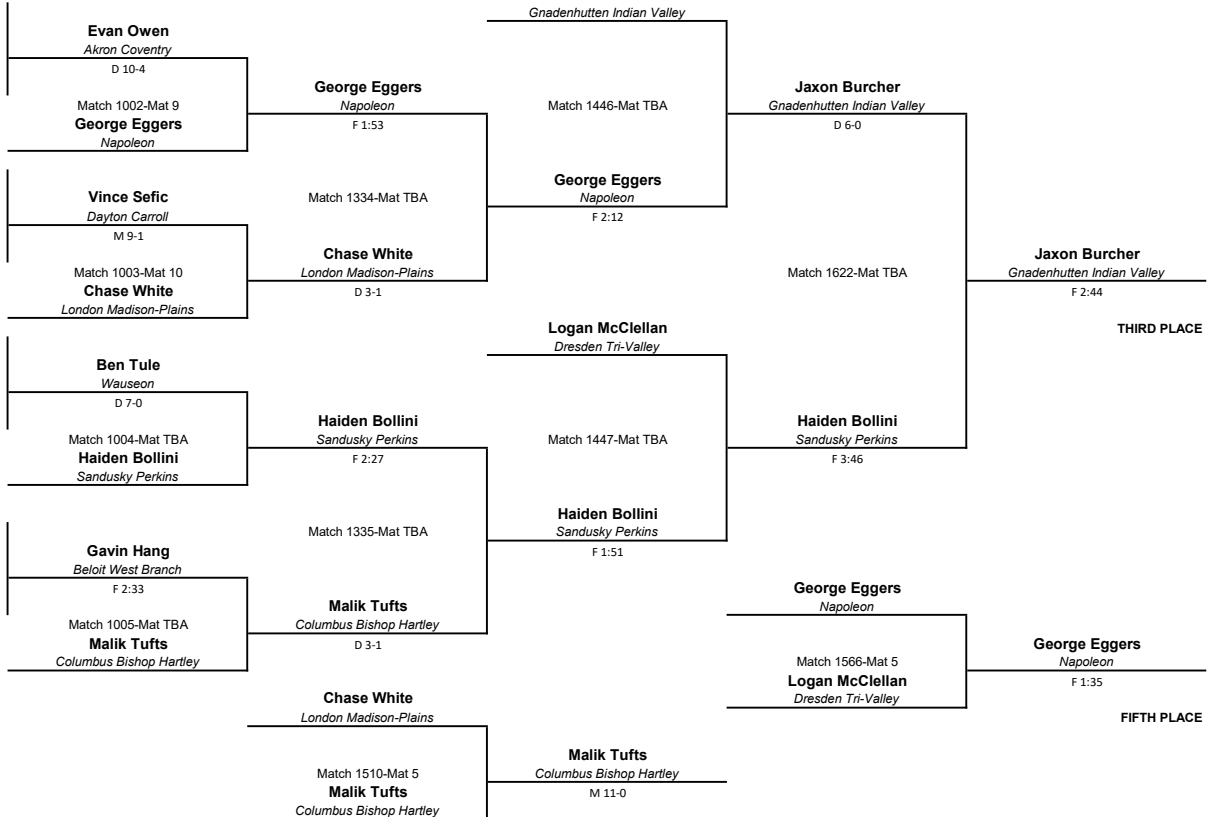 Gnadenhutten Indian Valley
Evan Owen
Akron Coventry
D 10-4
Match 1002-Mat 9
George Eggers
Napoleon
George Eggers
Napoleon
F 1:53
Match 1446-Mat TBA
Jaxon Burcher
Gnadenhutten Indian Valley
D 6-0
Vince Sefic
Dayton Carroll
M 9-1
Match 1334-Mat TBA
George Eggers
Napoleon
F 2:12
Match 1003-Mat 10
Chase White
London Madison-Plains
Chase White
London Madison-Plains
D 3-1
Match 1622-Mat TBA
Jaxon Burcher
Gnadenhutten Indian Valley
F 2:44
THIRD PLACE
Ben Tule
Wauseon
D 7-0
Logan McClellan
Dresden Tri-Valley
Match 1004-Mat TBA
Haiden Bollini
Sandusky Perkins
Haiden Bollini
Sandusky Perkins
F 2:27
Match 1447-Mat TBA
Haiden Bollini
Sandusky Perkins
F 3:46
Gavin Hang
Beloit West Branch
F 2:33
Match 1335-Mat TBA
Haiden Bollini
Sandusky Perkins
F 1:51
Match 1005-Mat TBA
Malik Tufts
Columbus Bishop Hartley
Malik Tufts
Columbus Bishop Hartley
D 3-1
George Eggers
Napoleon
Match 1566-Mat 5
Logan McClellan
Dresden Tri-Valley
George Eggers
Napoleon
F 1:35
FIFTH PLACE
Chase White
London Madison-Plains
Match 1510-Mat 5
Malik Tufts
Columbus Bishop Hartley
Malik Tufts
Columbus Bishop Hartley
M 11-0